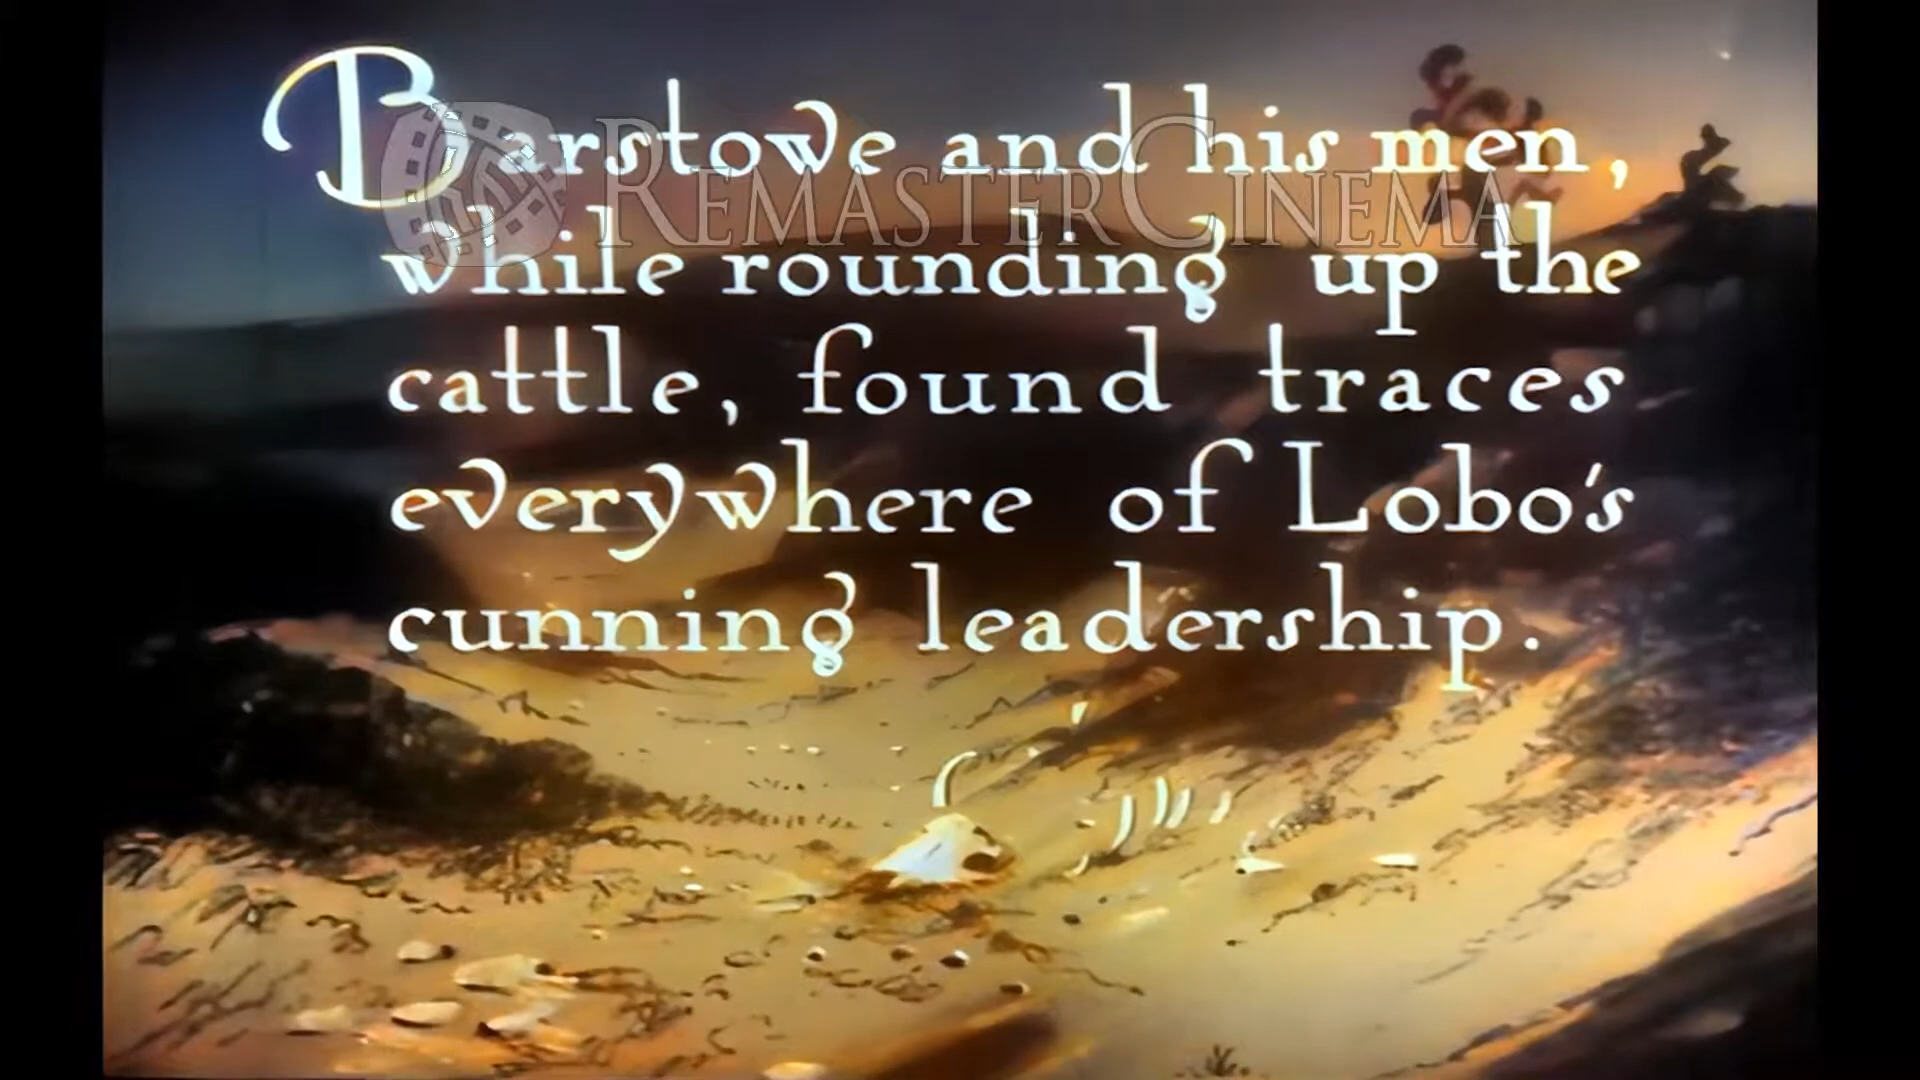 Barstowe and his men,
REMASTERCINEMA
while rounding up the
cattle, found traces
everywhere of Lobo's
cunning leadership.